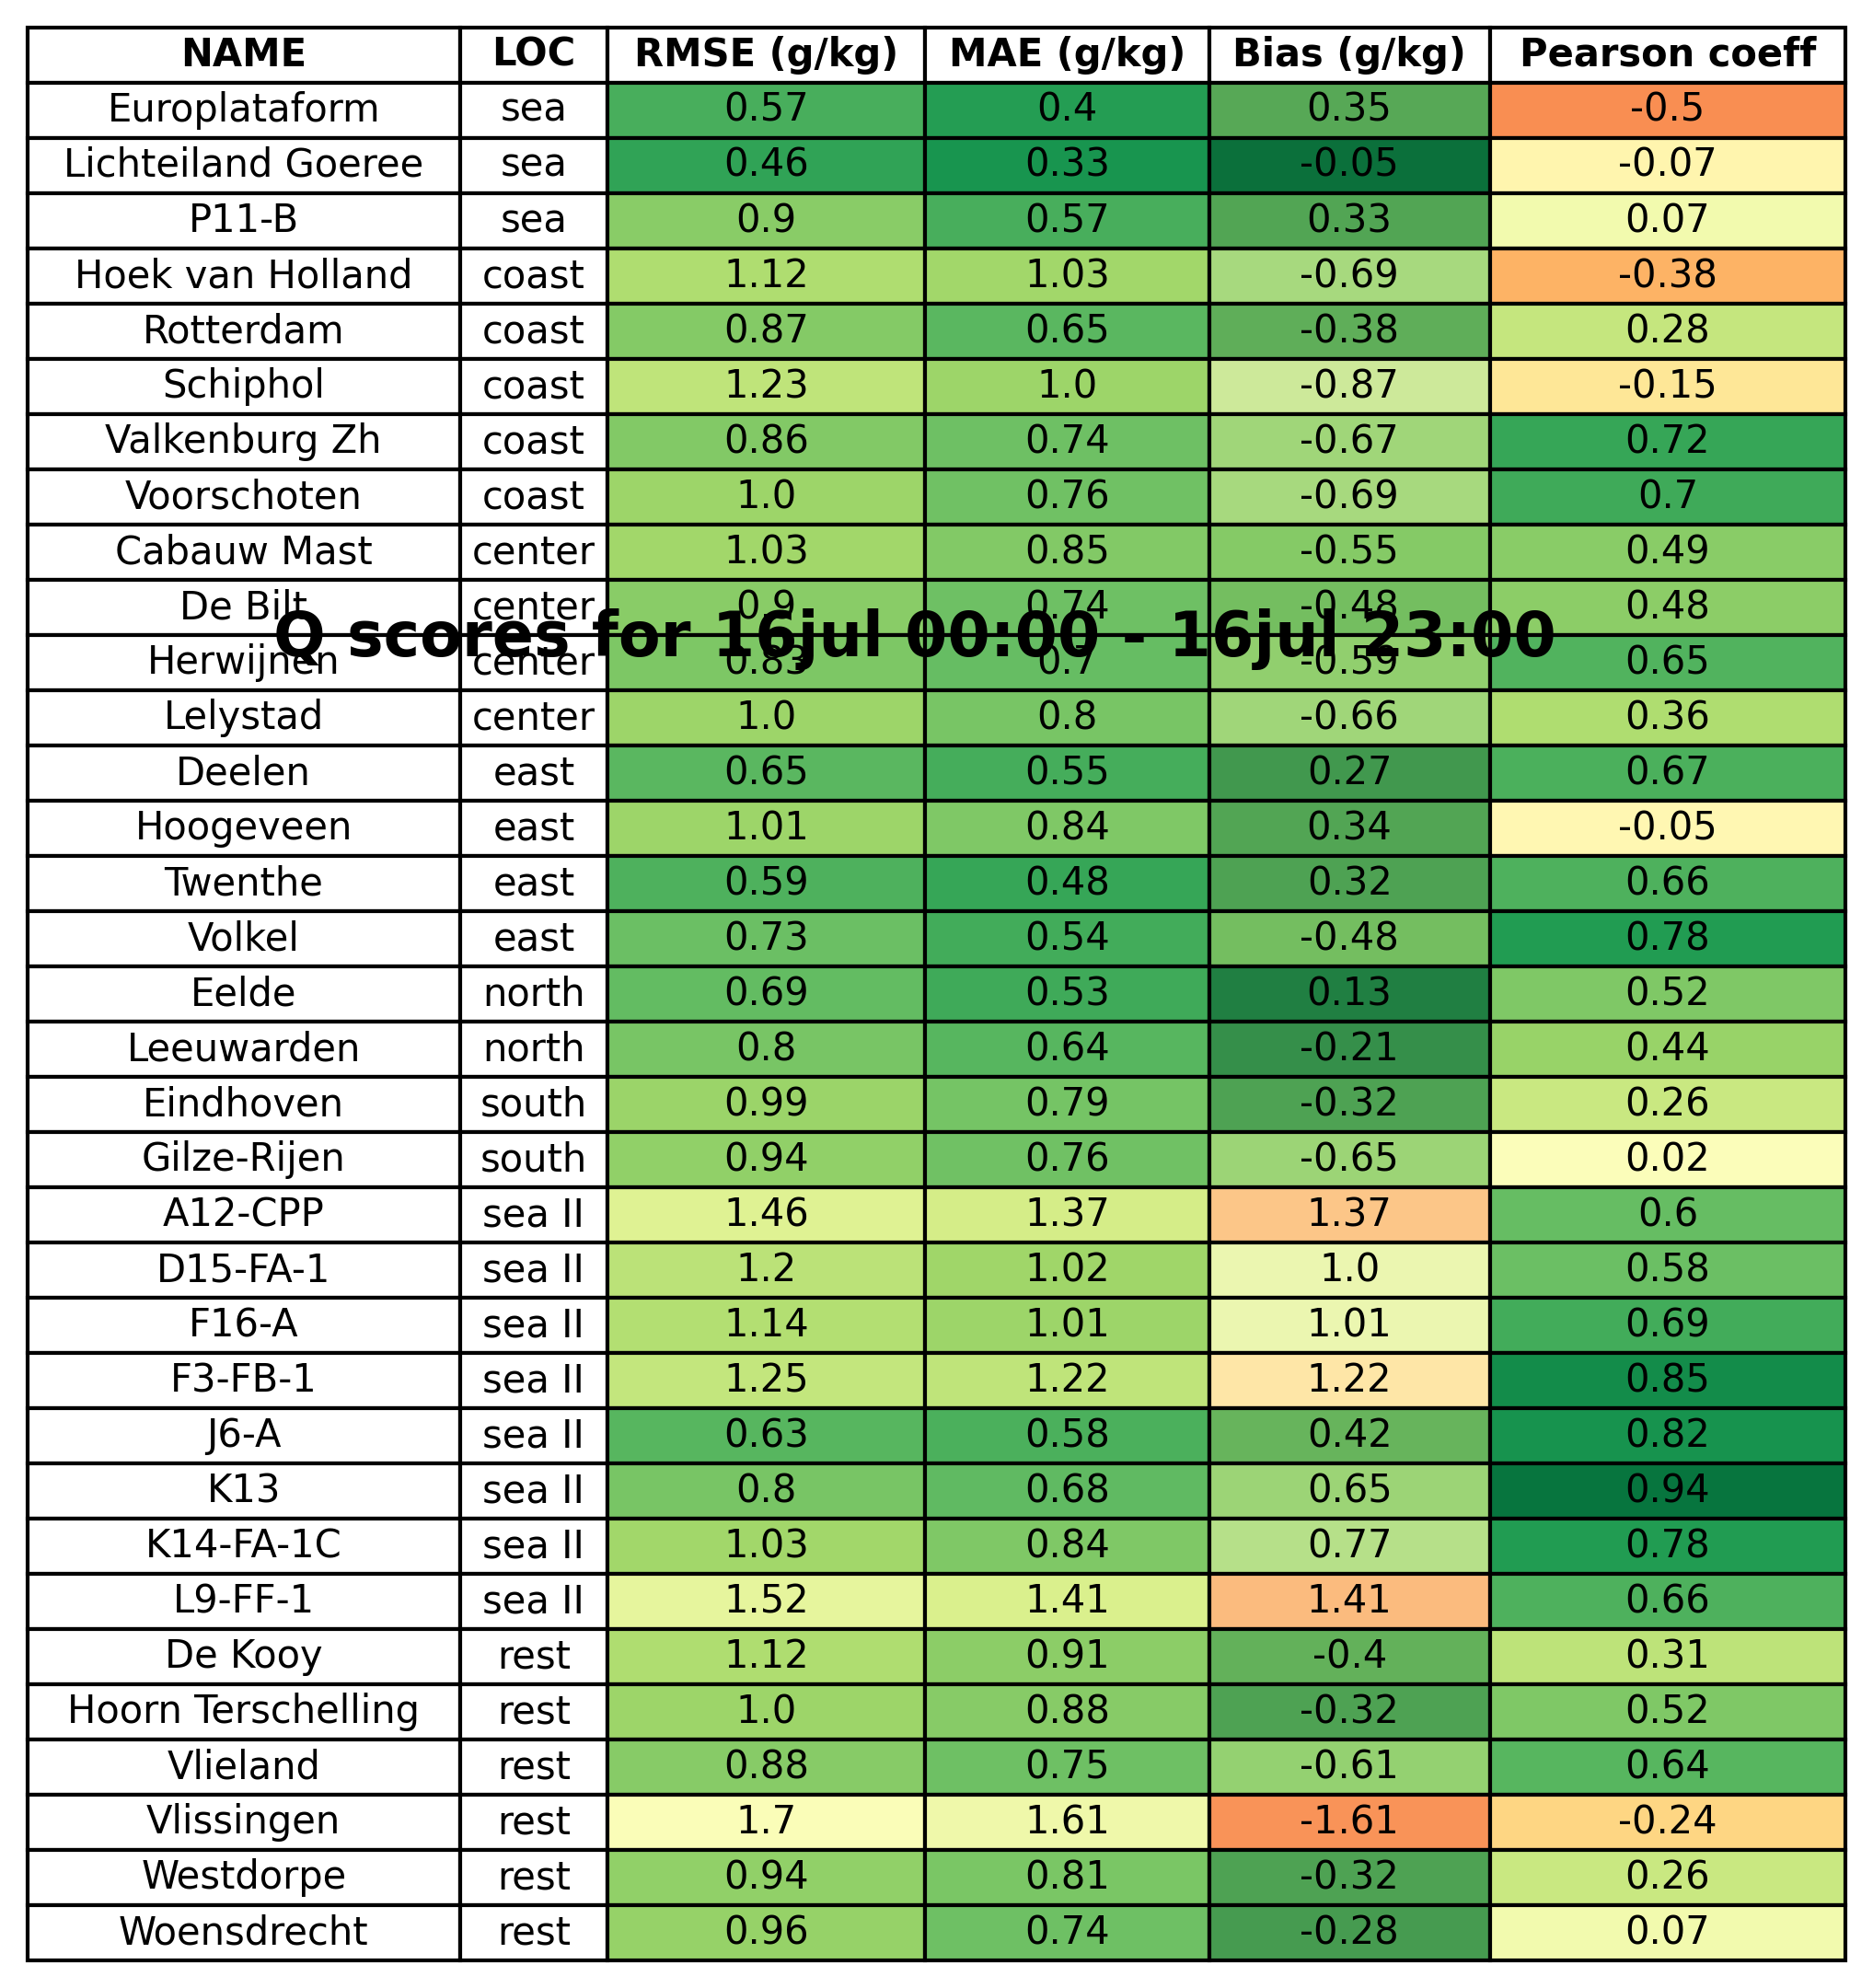 NAME LOC RMSE (g/kg) MAE (g/kg) Bias (g/kg) Pearson coeff
Europlataform sea 0.57 0.4 0.35 -0.5
Lichteiland Goeree sea 0.46 0.33 -0.05 -0.07
P11-B sea 0.9 0.57 0.33 0.07
Hoek van Holland coast 1.12 1.03 -0.69 -0.38
Rotterdam coast 0.87 0.65 -0.38 0.28
Schiphol coast 1.23 1.0 -0.87 -0.15
Valkenburg Zh coast 0.86 0.74 -0.67 0.72
Voorschoten coast 1.0 0.76 -0.69 0.7
Cabauw Mast center 1.03 0.85 -0.55 0.49
De Bilt center 0.9 0.74 -0.48 0.48
Q scores for 16jul 00:00 - 16jul 23:00
Herwijnen center 0.83 0.7 -0.59 0.65
Lelystad center 1.0 0.8 -0.66 0.36
Deelen east 0.65 0.55 0.27 0.67
Hoogeveen east 1.01 0.84 0.34 -0.05
Twenthe east 0.59 0.48 0.32 0.66
Volkel east 0.73 0.54 -0.48 0.78
Eelde north 0.69 0.53 0.13 0.52
Leeuwarden north 0.8 0.64 -0.21 0.44
Eindhoven south 0.99 0.79 -0.32 0.26
Gilze-Rijen south 0.94 0.76 -0.65 0.02
A12-CPP sea II 1.46 1.37 1.37 0.6
D15-FA-1 sea II 1.2 1.02 1.0 0.58
F16-A sea II 1.14 1.01 1.01 0.69
F3-FB-1 sea II 1.25 1.22 1.22 0.85
J6-A sea II 0.63 0.58 0.42 0.82
K13 sea II 0.8 0.68 0.65 0.94
K14-FA-1C sea II 1.03 0.84 0.77 0.78
L9-FF-1 sea II 1.52 1.41 1.41 0.66
De Kooy rest 1.12 0.91 -0.4 0.31
Hoorn Terschelling rest 1.0 0.88 -0.32 0.52
Vlieland rest 0.88 0.75 -0.61 0.64
Vlissingen rest 1.7 1.61 -1.61 -0.24
Westdorpe rest 0.94 0.81 -0.32 0.26
Woensdrecht rest 0.96 0.74 -0.28 0.07